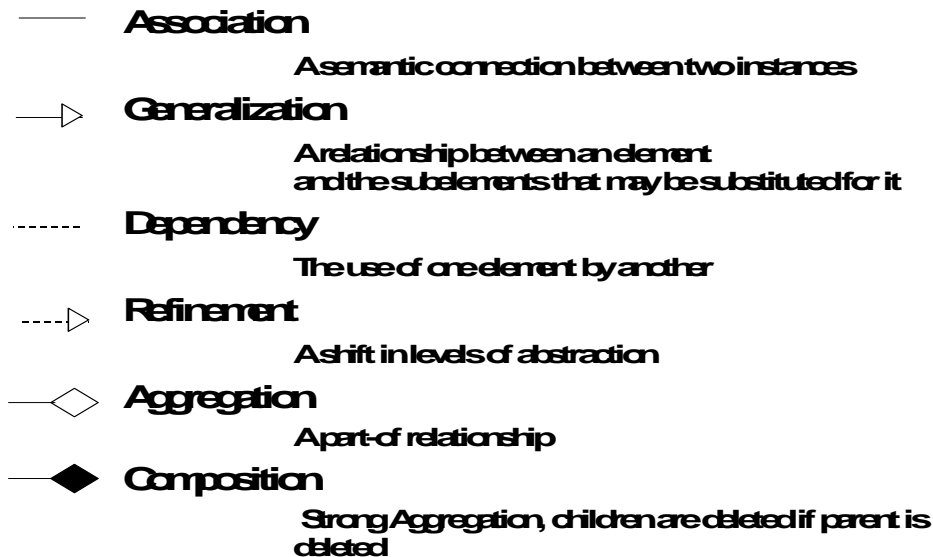 Association
A semantic connection between two instances
Generalization
A relationship between an element
and the subelements that may be substituted for it
Dependency
The use of one element by another
Refinement
A shift in levels of abstraction
Aggregation
A part-of relationship
Composition
Strong Aggregation, children are deleted if parent is
deleted